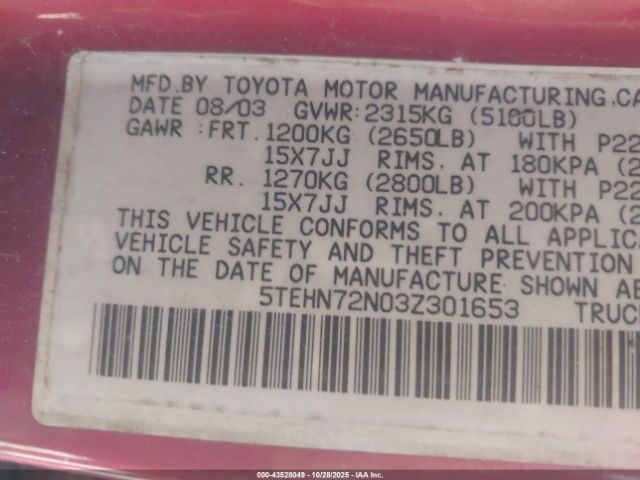 MFD.BY TOYOTA MOTOR MANUFACTURING.CA
DATE 08/03 GVWR:2315KG (5100LB)
GAWR:FRT.1200KG (2650LB) WITH P22
15X7JJ RIMS. AT 180KPA (2
RR. 1270KG (2800LB) WITH P22
15X7JJ RIMS. AT 200KPA (2
THIS VEHICLE CONFORMS TO ALL APPLIC
VEHICLE SAFETY AND THEFT PREVENTION
ON THE DATE OF MANUFACTURE SHOWN AB
5TEHN72N03Z301653 TRUC
000-43528049 | 10/28/2025 | IAAI.COM